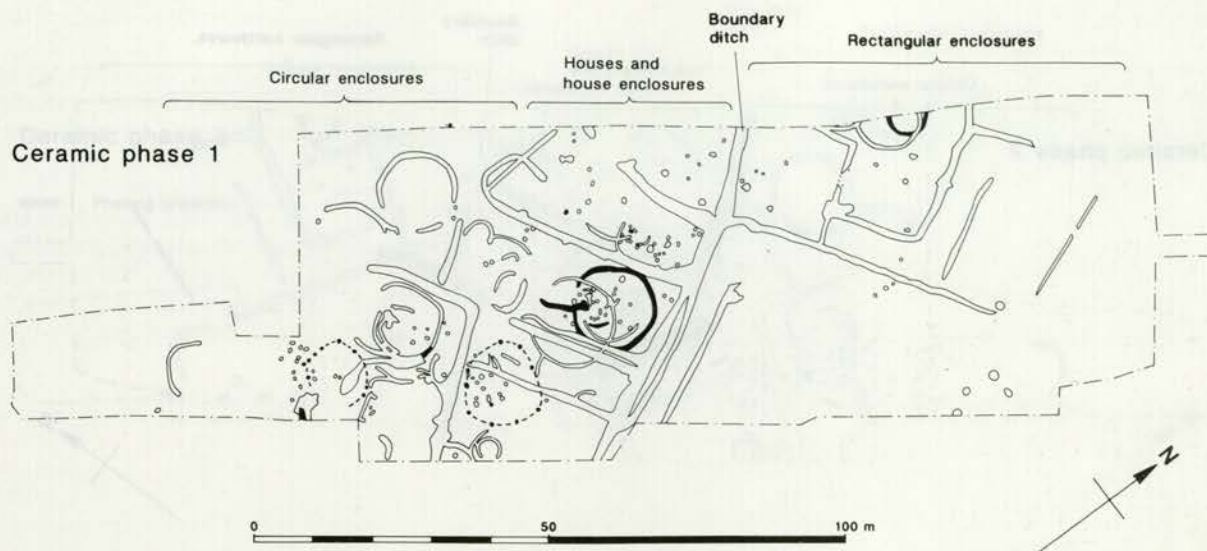 Boundary
ditch
Rectangular enclosures
Houses and
house enclosures
Circular enclosures
Ceramic phase 1
N
0
50
100 m